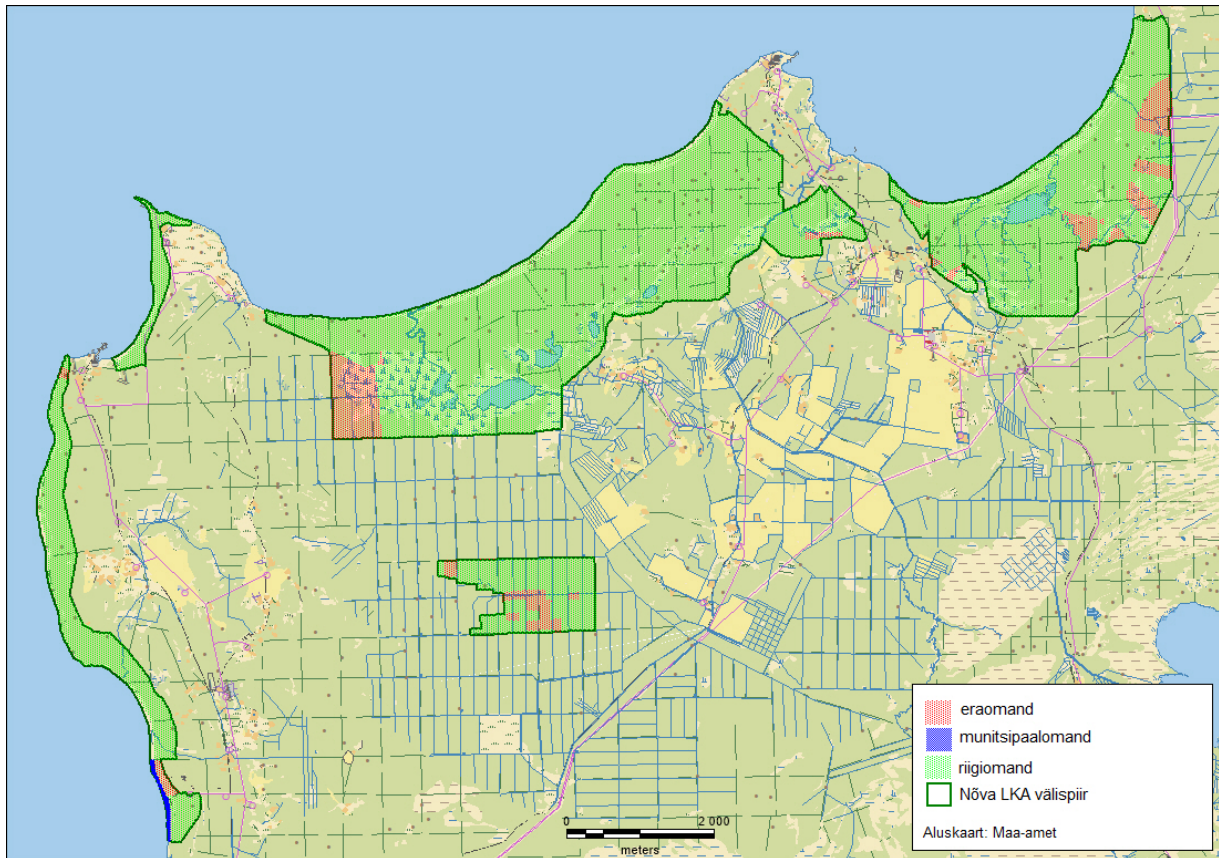 eraomand
munitsipaalomand
riigiomand
Nõva LKA välispiir
Aluskaart: Maa-amet
0
2 000
meters